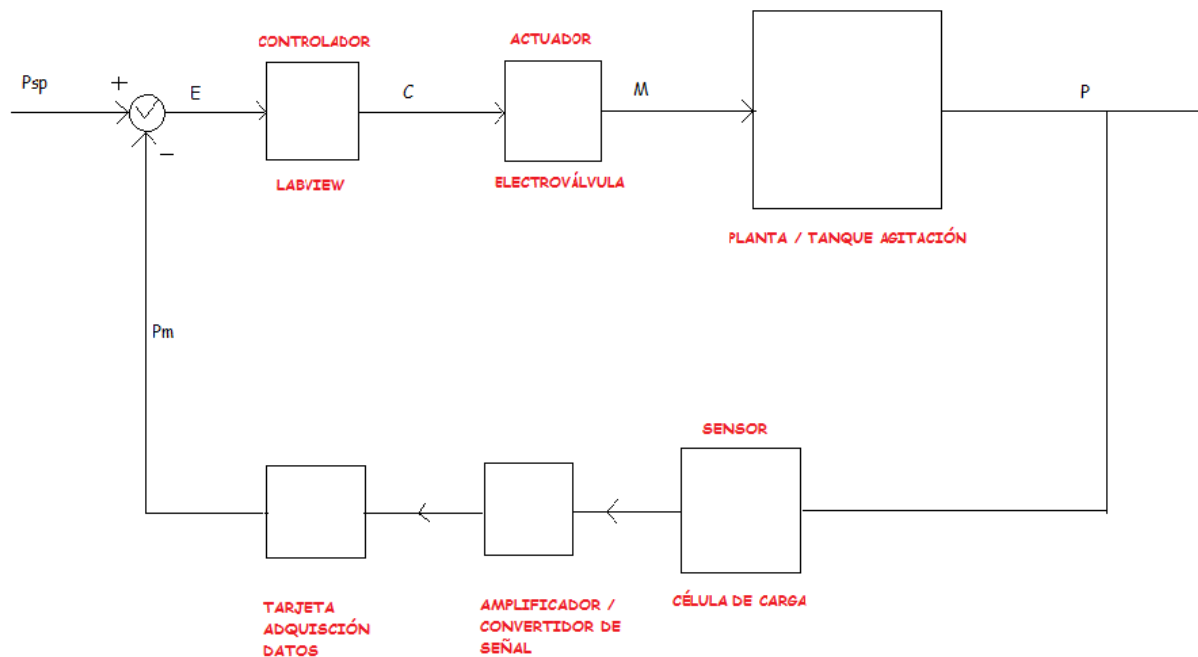 CONTROLADOR
ACTUADOR
Psp
+
E
C
M
P
−
LABVIEW
ELECTROVÁLVULA
PLANTA / TANQUE AGITACIÓN
Pm
SENSOR
TARJETA
ADQUISCIÓN
DATOS
AMPLIFICADOR /
CONVERTIDOR DE
SEÑAL
CÉLULA DE CARGA